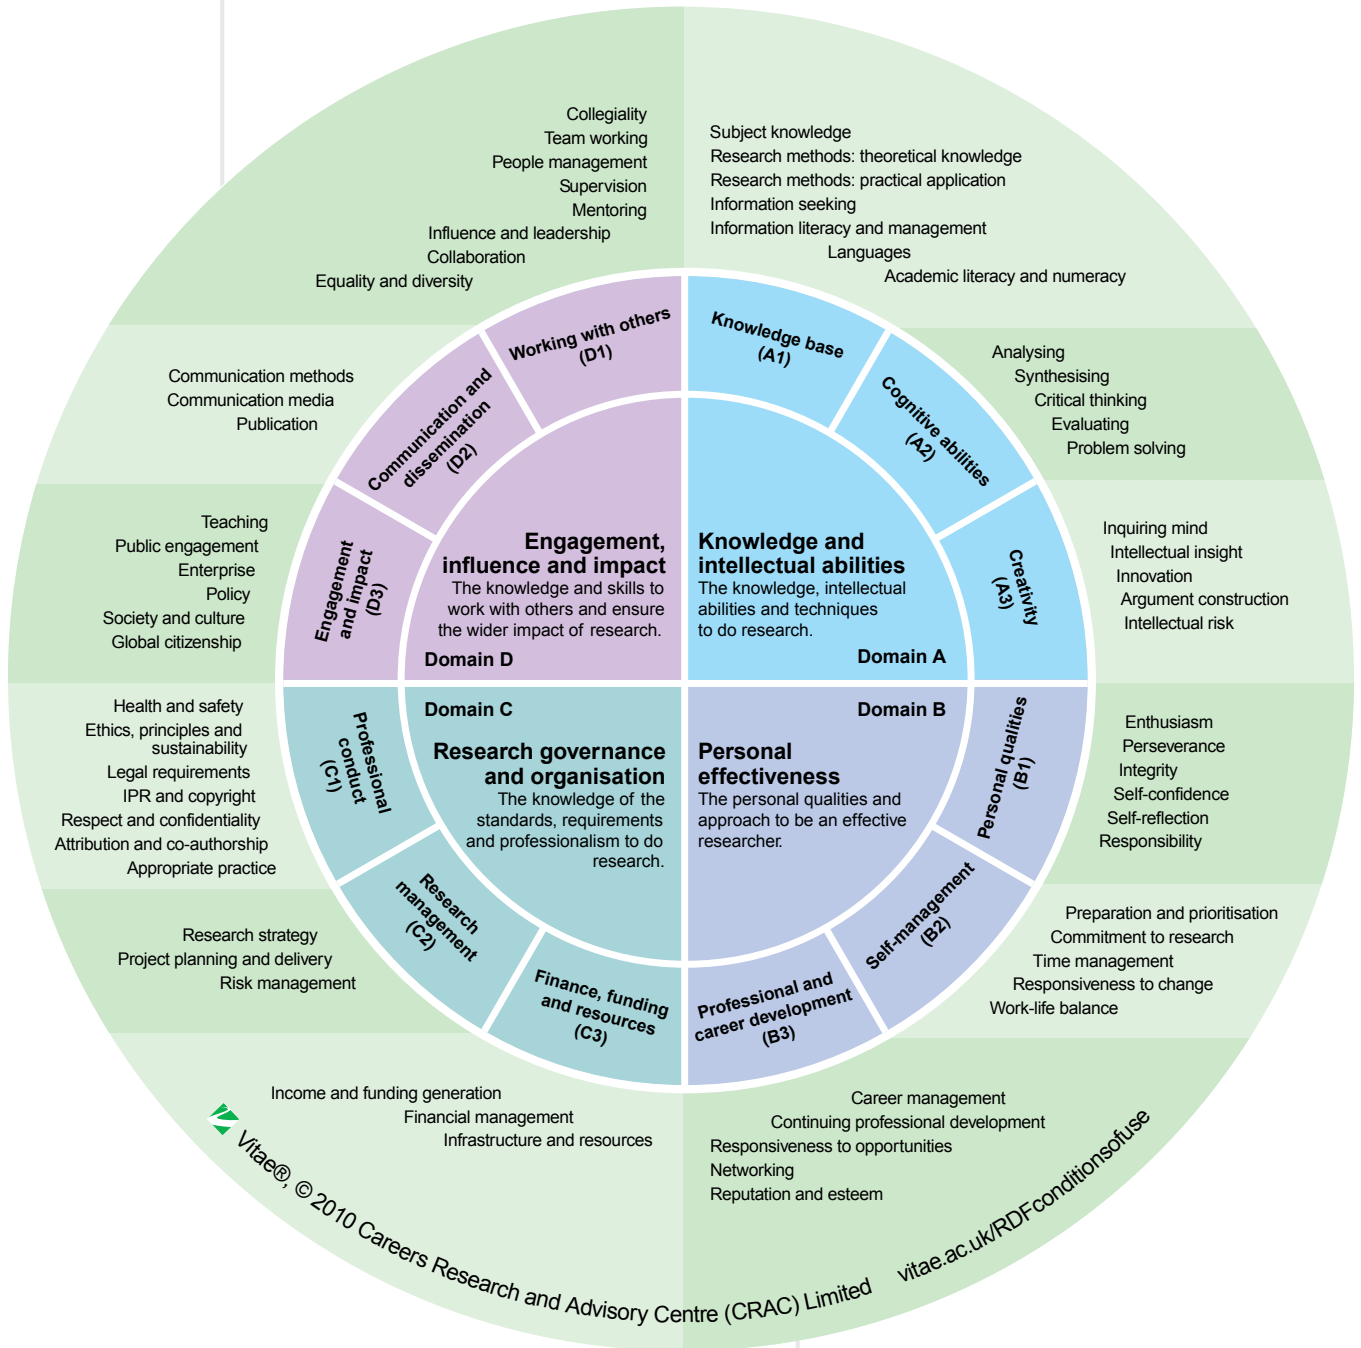 Collegiality
Team working
People management
Supervision
Mentoring
Influence and leadership
Collaboration
Equality and diversity
Subject knowledge
Research methods: theoretical knowledge
Research methods: practical application
Information seeking
Information literacy and management
Languages
Academic literacy and numeracy
Working with others
(D1)
Knowledge base
(A1)
Communication methods
Communication media
Publication
Communication and
dissemination
(D2)
Cognitive abilities
(A2)
Analysing
Synthesising
Critical thinking
Evaluating
Problem solving
Teaching
Public engagement
Enterprise
Policy
Society and culture
Global citizenship
Engagement
and impact
(D3)
Engagement,
influence and impact
The knowledge and skills to
work with others and ensure
the wider impact of research.
Domain D
Knowledge and
intellectual abilities
The knowledge, intellectual
abilities and techniques
to do research.
Domain A
Creativity
(A3)
Inquiring mind
Intellectual insight
Innovation
Argument construction
Intellectual risk
Health and safety
Ethics, principles and
sustainability
Legal requirements
IPR and copyright
Respect and confidentiality
Attribution and co-authorship
Appropriate practice
Professional
conduct
(C1)
Domain C
Research governance
and organisation
The knowledge of the
standards, requirements
and professionalism to do
research.
Domain B
Personal
effectiveness
The personal qualities and
approach to be an effective
researcher.
Personal qualities
(B1)
Enthusiasm
Perseverance
Integrity
Self-confidence
Self-reflection
Responsibility
Research strategy
Project planning and delivery
Risk management
Research
management
(C2)
Self-management
(B2)
Preparation and prioritisation
Commitment to research
Time management
Responsiveness to change
Work-life balance
Finance, funding
and resources
(C3)
Professional and
career development
(B3)
Income and funding generation
Financial management
Infrastructure and resources
Career management
Continuing professional development
Responsiveness to opportunities
Networking
Reputation and esteem
Vitae®, © 2010 Careers Research and Advisory Centre (CRAC) Limited vitae.ac.uk/RDFconditionsofuse